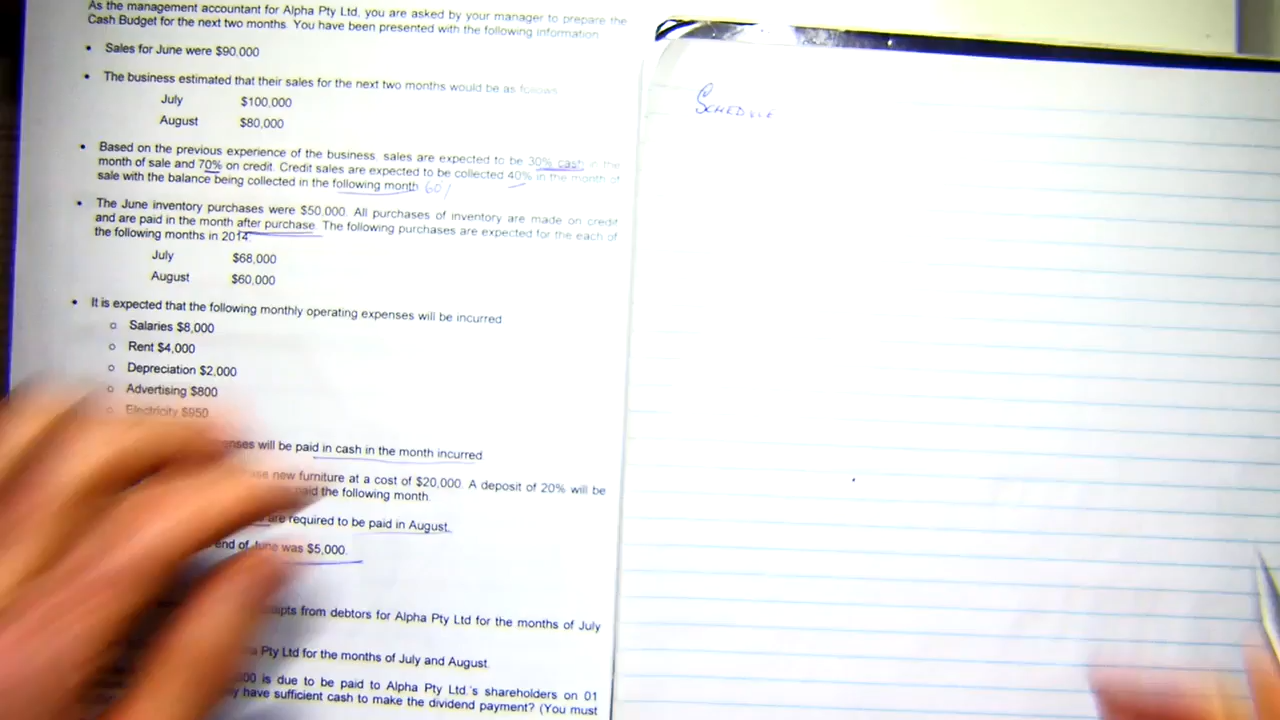 As the management accountant for Alpha Pty Ltd, you are asked by your manager to prepare the
Cash Budget for the next two months. You have been presented with the following information
• Sales for June were $90,000
• The business estimated that their sales for the next two months would be as follows
July $100,000
August $80,000
• Based on the previous experience of the business sales are expected to be 30% cash in the
month of sale and 70% on credit. Credit sales are expected to be collected 40% in the month of
sale with the balance being collected in the following month 60%
• The June inventory purchases were $50,000. All purchases of inventory are made on credit
and are paid in the month after purchase. The following purchases are expected for the each of
the following months in 2014.
July $68,000
August $60,000
• It is expected that the following monthly operating expenses will be incurred
o Salaries $8,000
o Rent $4,000
o Depreciation $2,000
o Advertising $800
o Electricity $950
will be paid in cash in the month incurred
new furniture at a cost of $20,000. A deposit of 20% will be
the following month.
are required to be paid in August.
end of June was $5,000.
from debtors for Alpha Pty Ltd for the months of July
Pty Ltd for the months of July and August.
is due to be paid to Alpha Pty Ltd.'s shareholders on 01
have sufficient cash to make the dividend payment? (You must
SCHEDULE